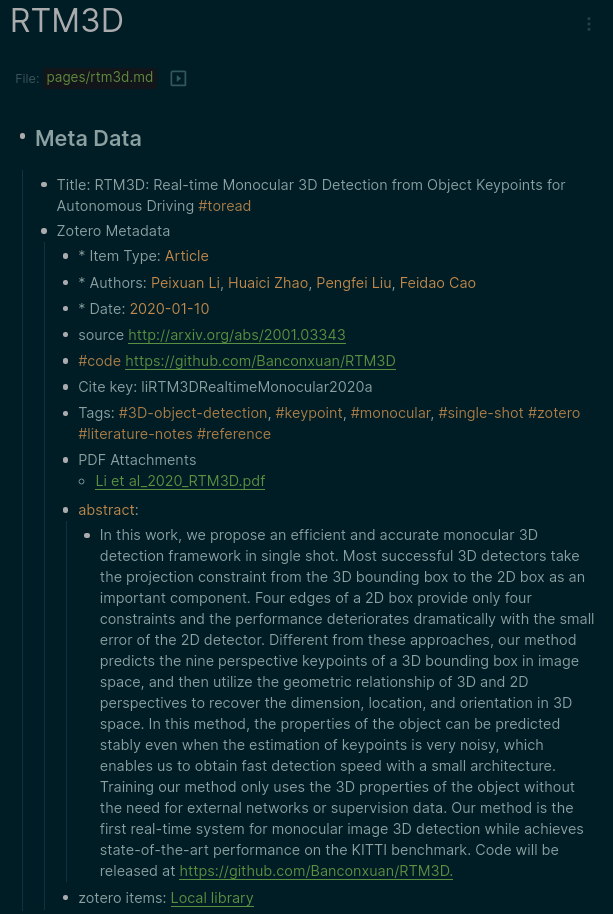 RTM3D
File: pages/rtm3d.md
Meta Data
Title: RTM3D: Real-time Monocular 3D Detection from Object Keypoints for
Autonomous Driving #toread
Zotero Metadata
* Item Type: Article
* Authors: Peixuan Li, Huaici Zhao, Pengfei Liu, Feidao Cao
* Date: 2020-01-10
source http://arxiv.org/abs/2001.03343
#code https://github.com/Banconxuan/RTM3D
Cite key: liRTM3DRealtimeMonocular2020a
Tags: #3D-object-detection, #keypoint, #monocular, #single-shot #zotero
#literature-notes #reference
PDF Attachments
Li et al_2020_RTM3D.pdf
abstract:
In this work, we propose an efficient and accurate monocular 3D
detection framework in single shot. Most successful 3D detectors take
the projection constraint from the 3D bounding box to the 2D box as an
important component. Four edges of a 2D box provide only four
constraints and the performance deteriorates dramatically with the small
error of the 2D detector. Different from these approaches, our method
predicts the nine perspective keypoints of a 3D bounding box in image
space, and then utilize the geometric relationship of 3D and 2D
perspectives to recover the dimension, location, and orientation in 3D
space. In this method, the properties of the object can be predicted
stably even when the estimation of keypoints is very noisy, which
enables us to obtain fast detection speed with a small architecture.
Training our method only uses the 3D properties of the object without
the need for external networks or supervision data. Our method is the
first real-time system for monocular image 3D detection while achieves
state-of-the-art performance on the KITTI benchmark. Code will be
released at https://github.com/Banconxuan/RTM3D.
zotero items: Local library